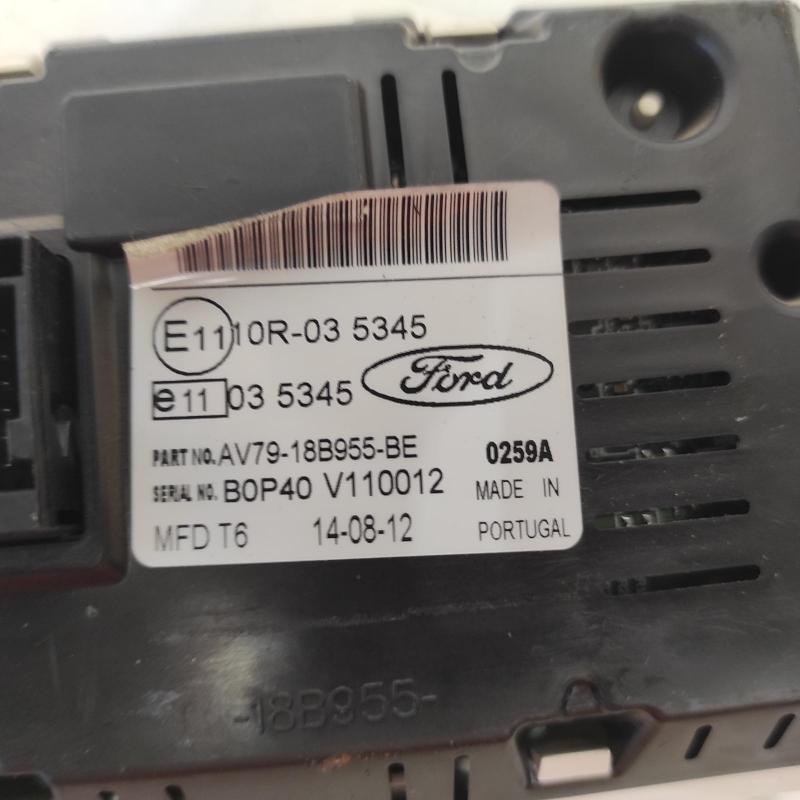 E11 10R-03 5345
e11 03 5345
Ford
PART NO. AV79-18B955-BE 0259A
SERIAL NO. B0P40 V110012 MADE IN
MFD T6 14-08-12 PORTUGAL
-18B955-